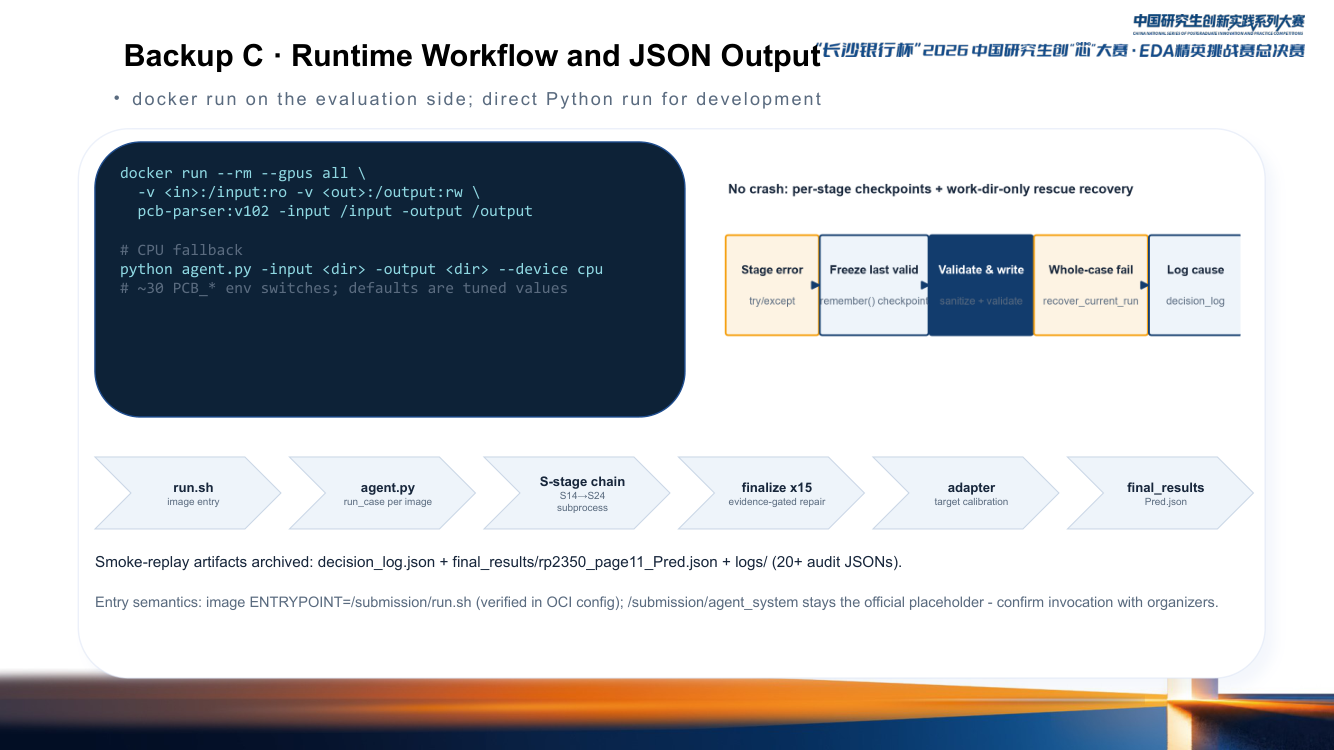 中国研究生创新实践系列大赛
CHINA NATIONAL SERIES OF POSTGRADUATE INNOVATION AND PRACTICE COMPETITIONS
"长沙银行杯"2026中国研究生创"芯"大赛·EDA精英挑战赛总决赛
Backup C · Runtime Workflow and JSON Output
• docker run on the evaluation side; direct Python run for development
docker run --rm --gpus all \
-v <in>:/input:ro -v <out>:/output:rw \
pcb-parser:v102 -input /input -output /output
# CPU fallback
python agent.py -input <dir> -output <dir> --device cpu
# ~30 PCB_* env switches; defaults are tuned values
No crash: per-stage checkpoints + work-dir-only rescue recovery
Stage error
try/except
Freeze last valid
remember() checkpoint
Validate & write
sanitize + validate
Whole-case fail
recover_current_run
Log cause
decision_log
run.sh
image entry
agent.py
run_case per image
S-stage chain
S14→S24
subprocess
finalize x15
evidence-gated repair
adapter
target calibration
final_results
Pred.json
Smoke-replay artifacts archived: decision_log.json + final_results/rp2350_page11_Pred.json + logs/ (20+ audit JSONs).
Entry semantics: image ENTRYPOINT=/submission/run.sh (verified in OCI config); /submission/agent_system stays the official placeholder - confirm invocation with organizers.